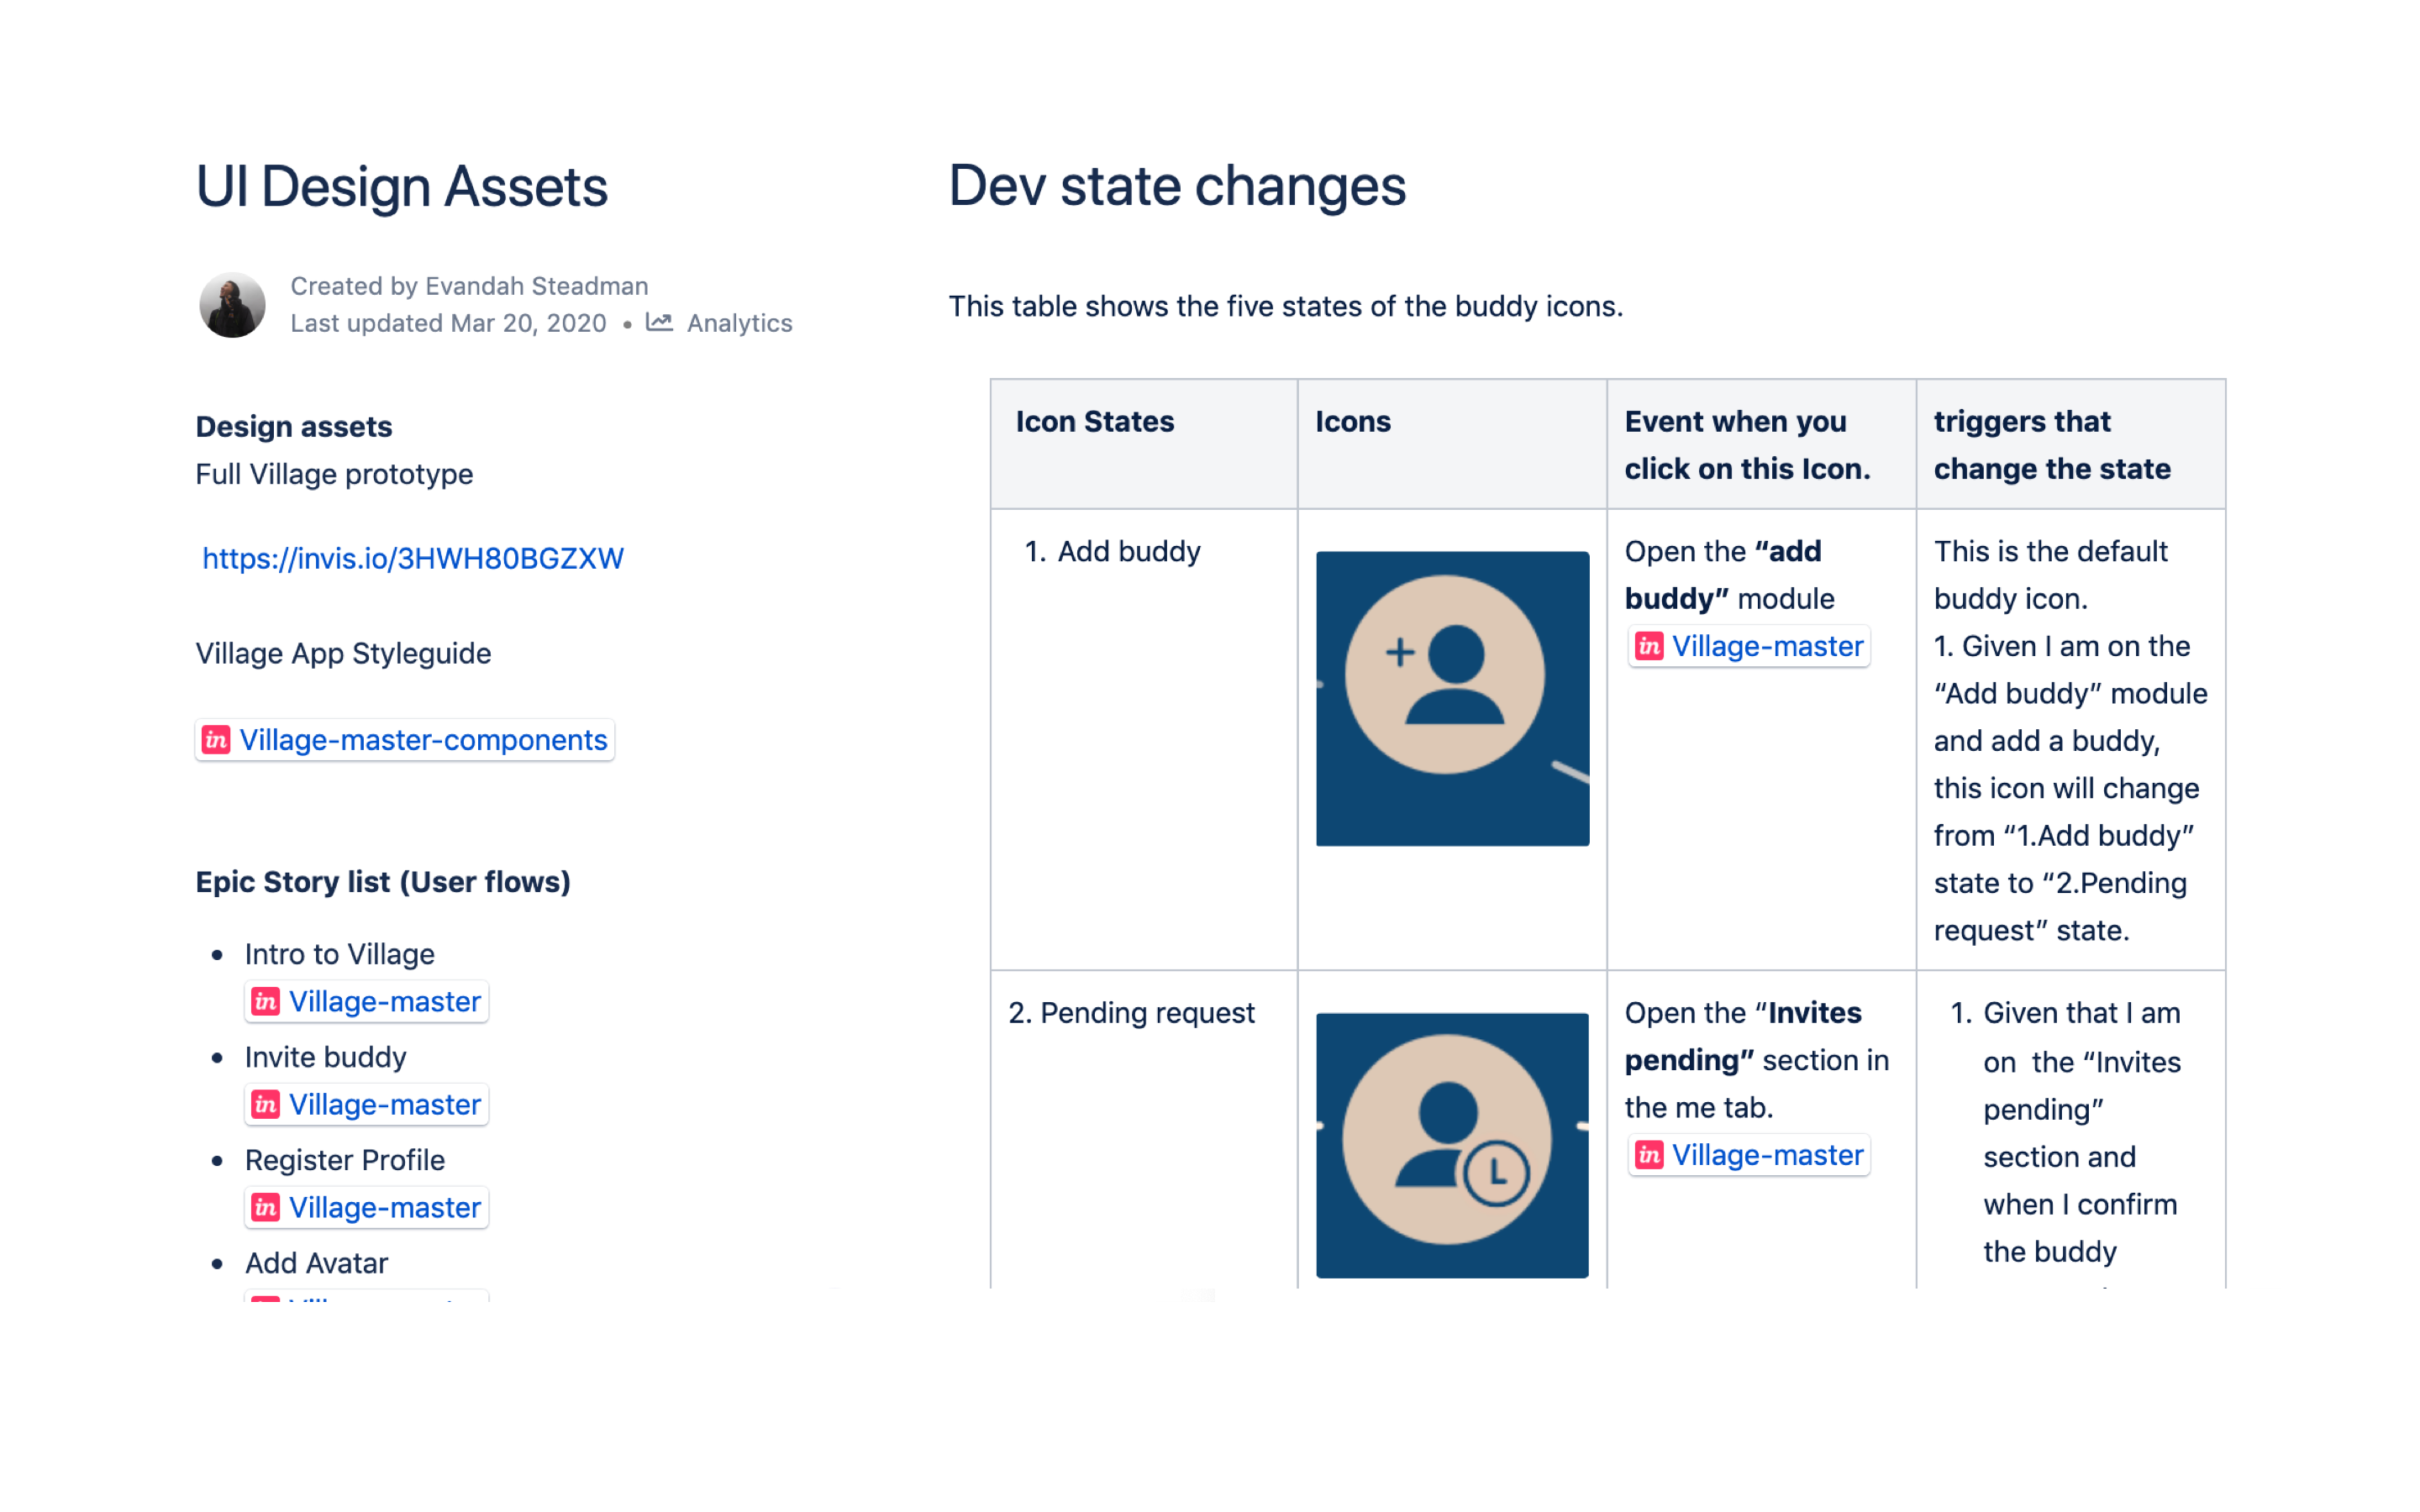 UI Design Assets
Created by Evandah Steadman
Last updated Mar 20, 2020 • Analytics
Design assets
Full Village prototype
https://invis.io/3HWH80BGZXW
Village App Styleguide
in Village-master-components
Epic Story list (User flows)
• Intro to Village
in Village-master
• Invite buddy
in Village-master
• Register Profile
in Village-master
• Add Avatar
Dev state changes
This table shows the five states of the buddy icons.
Icon States
Icons
Event when you
click on this Icon.
triggers that
change the state
1. Add buddy
Open the “add
buddy” module
in Village-master
This is the default
buddy icon.
1. Given I am on the
“Add buddy” module
and add a buddy,
this icon will change
from “1.Add buddy”
state to “2.Pending
request” state.
2. Pending request
Open the “Invites
pending” section in
the me tab.
in Village-master
1. Given that I am
on the “Invites
pending”
section and
when I confirm
the buddy